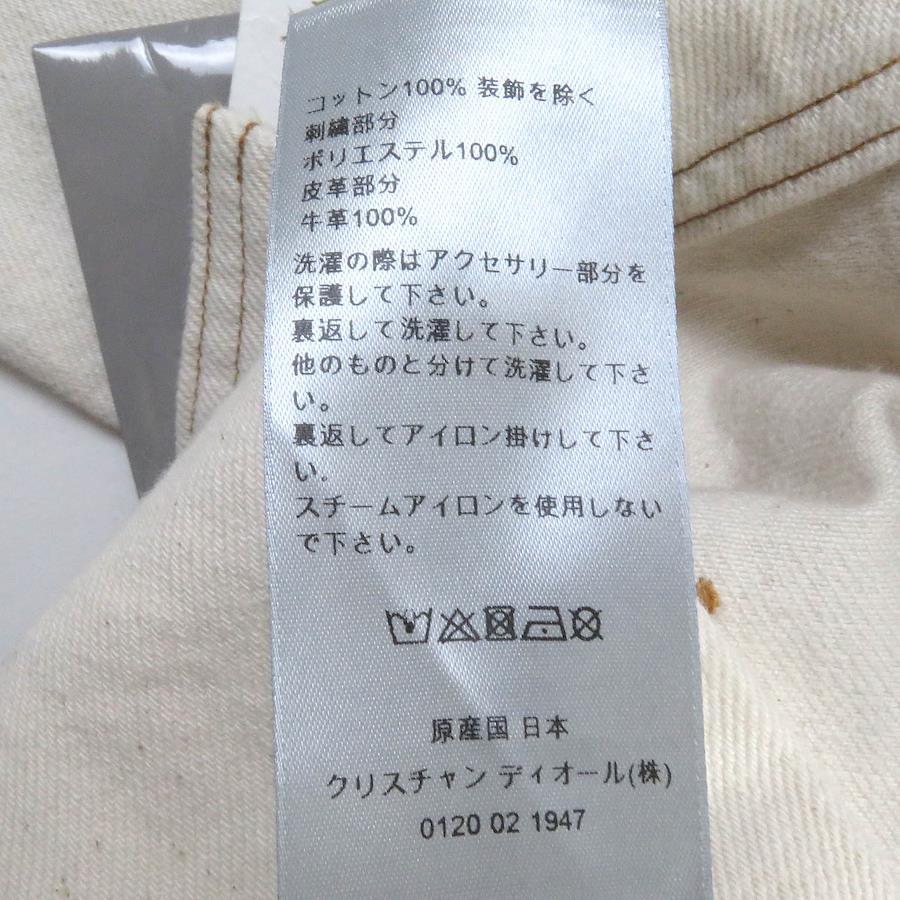 コットン100% 装飾を除く
刺繍部分
ポリエステル100%
皮革部分
牛革100%
洗濯の際はアクセサリー部分を
保護して下さい。
裏返して洗濯して下さい。
他のものと分けて洗濯して下さ
い。
裏返してアイロン掛けして下さ
い。
スチームアイロンを使用しない
で下さい。
原産国 日本
クリスチャン ディオール(株)
0120 02 1947